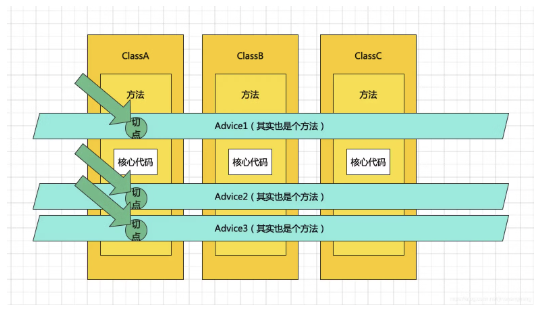 ClassA
ClassB
ClassC
方法
方法
方法
切点
Advice1（其实也是个方法）
核心代码
核心代码
核心代码
切点
Advice2（其实也是个方法）
切点
Advice3（其实也是个方法）